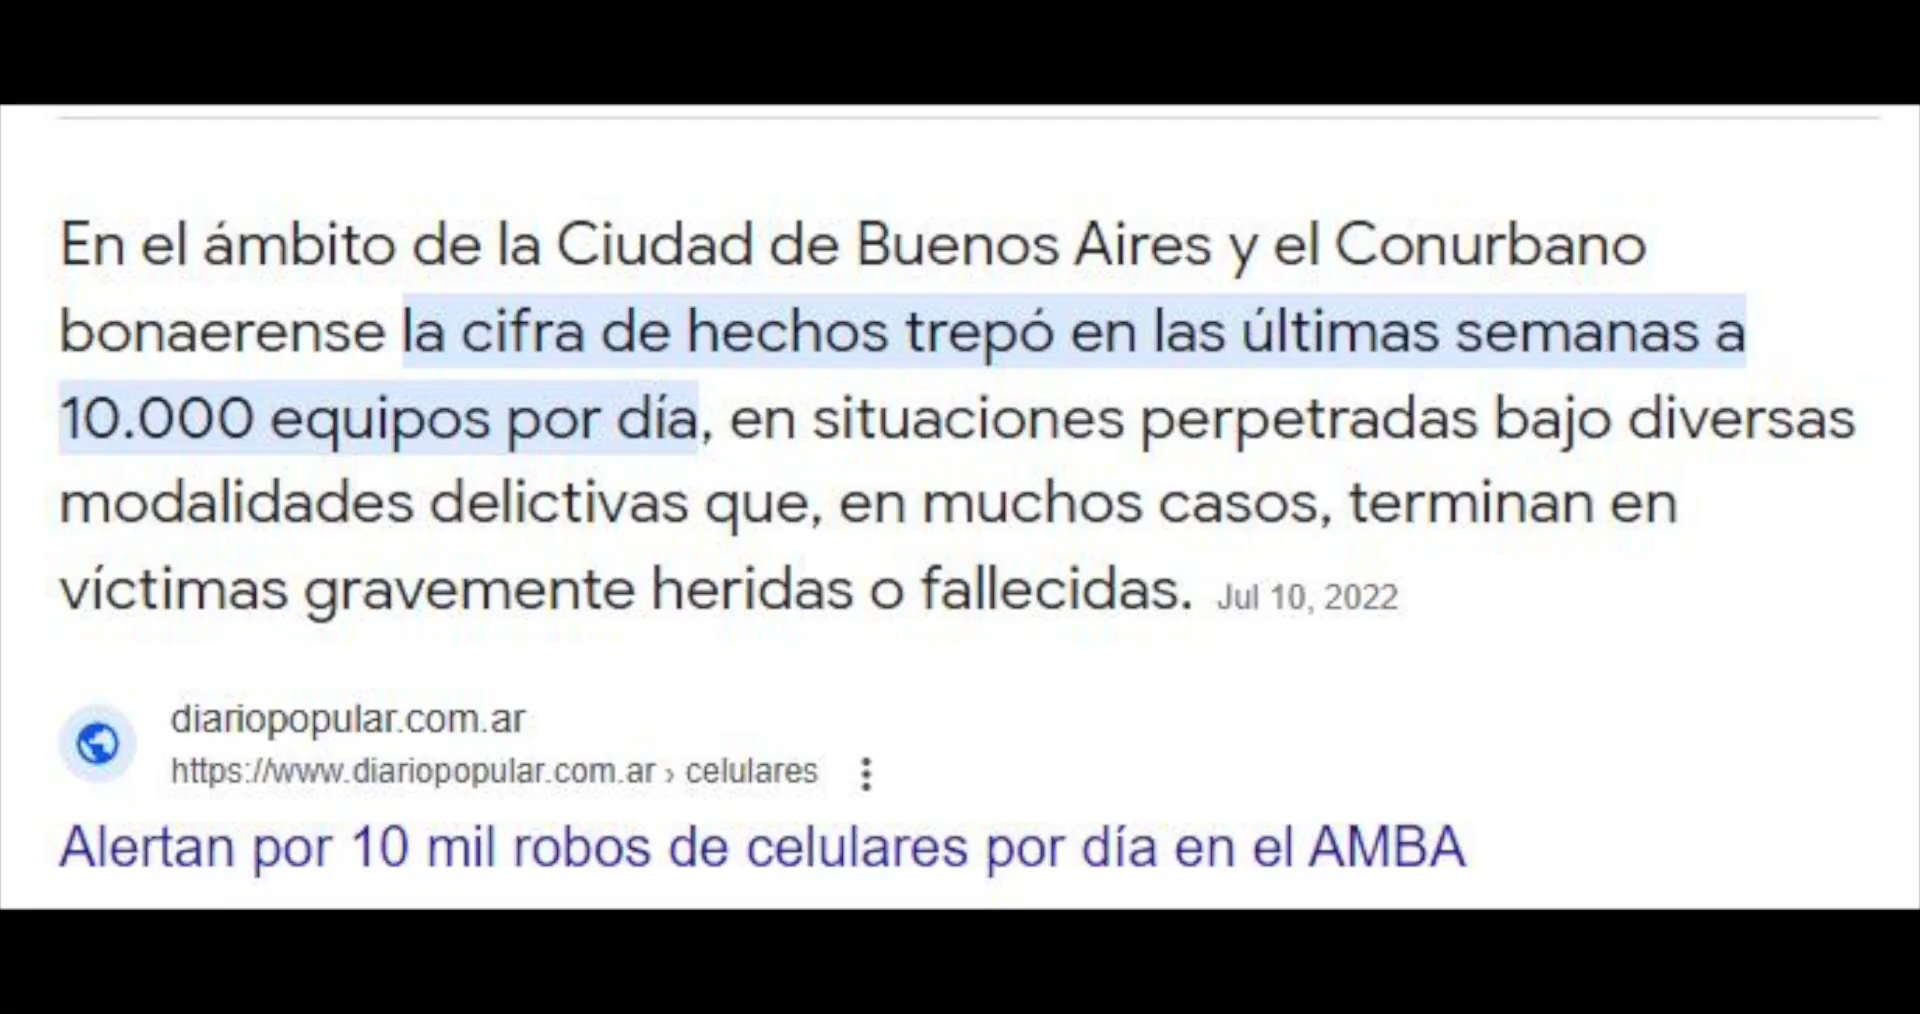 En el ámbito de la Ciudad de Buenos Aires y el Conurbano
bonaerense la cifra de hechos trepó en las últimas semanas a
10.000 equipos por día, en situaciones perpetradas bajo diversas
modalidades delictivas que, en muchos casos, terminan en
víctimas gravemente heridas o fallecidas. Jul 10, 2022
diariopopular.com.ar
https://www.diariopopular.com.ar › celulares
Alertan por 10 mil robos de celulares por día en el AMBA